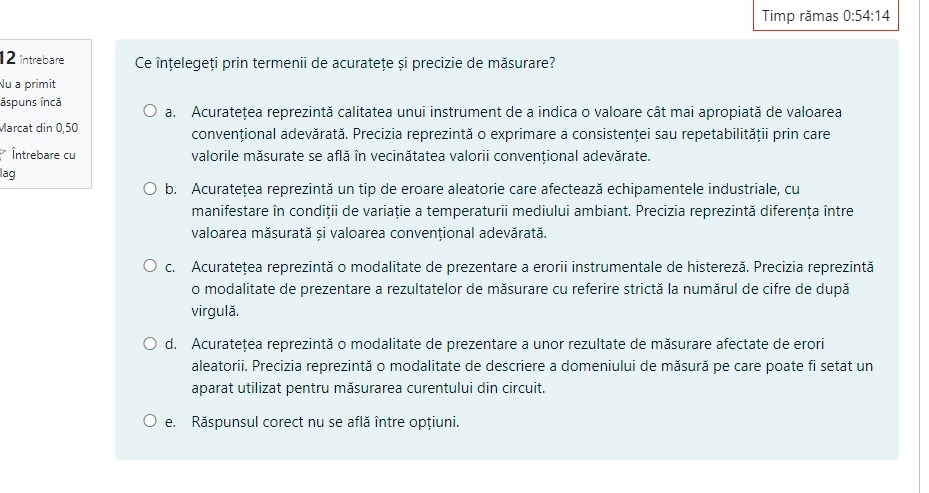 Timp rămas 0:54:14
12 întrebare
Nu a primit
ăspuns încă
Marcat din 0,50
Întrebare cu
lag
Ce înțelegeți prin termenii de acuratețe și precizie de măsurare?
a. Acuratețea reprezintă calitatea unui instrument de a indica o valoare cât mai apropiată de valoarea
convențional adevărată. Precizia reprezintă o exprimare a consistenței sau repetabilității prin care
valorile măsurate se află în vecinătatea valorii convențional adevărate.
b. Acuratețea reprezintă un tip de eroare aleatorie care afectează echipamentele industriale, cu
manifestare în condiții de variație a temperaturii mediului ambiant. Precizia reprezintă diferența între
valoarea măsurată și valoarea convențional adevărată.
c. Acuratețea reprezintă o modalitate de prezentare a erorii instrumentale de histereză. Precizia reprezintă
o modalitate de prezentare a rezultatelor de măsurare cu referire strictă la numărul de cifre de după
virgulă.
d. Acuratețea reprezintă o modalitate de prezentare a unor rezultate de măsurare afectate de erori
aleatorii. Precizia reprezintă o modalitate de descriere a domeniului de măsură pe care poate fi setat un
aparat utilizat pentru măsurarea curentului din circuit.
e. Răspunsul corect nu se află între opțiuni.